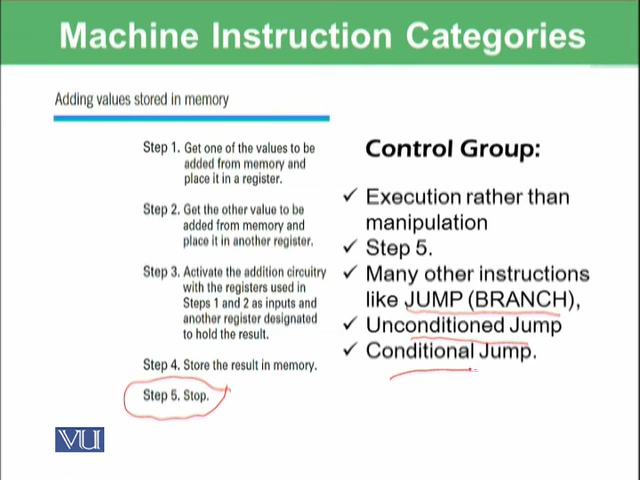 Machine Instruction Categories
Adding values stored in memory
Step 1. Get one of the values to be
added from memory and
place it in a register.
Step 2. Get the other value to be
added from memory and
place it in another register.
Step 3. Activate the addition circuitry
with the registers used in
Steps 1 and 2 as inputs and
another register designated
to hold the result.
Step 4. Store the result in memory.
Step 5. Stop.
Control Group:
✓ Execution rather than
manipulation
✓ Step 5.
✓ Many other instructions
like JUMP (BRANCH),
✓ Unconditioned Jump
✓ Conditional Jump.
VU